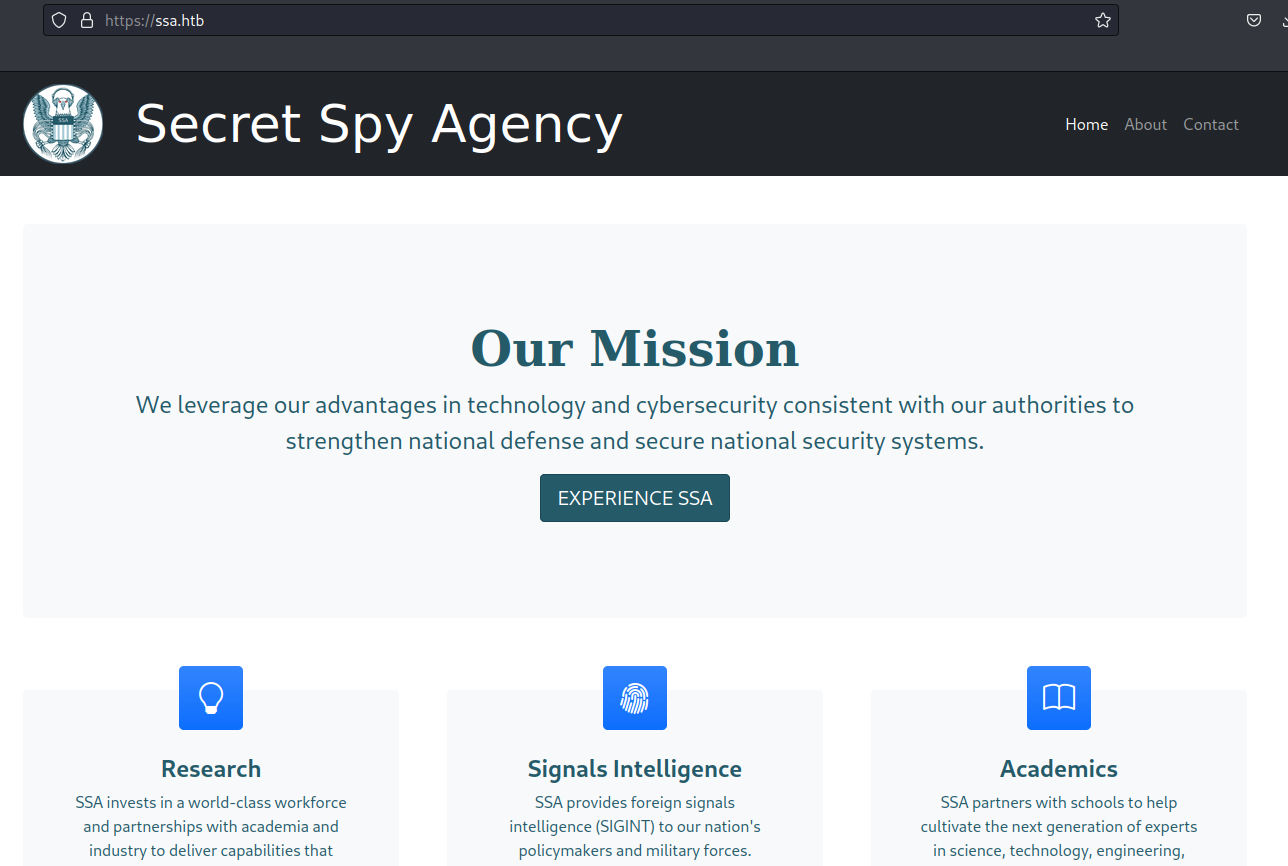 https://ssa.htb
SSA
Secret Spy Agency
Home About Contact
Our Mission
We leverage our advantages in technology and cybersecurity consistent with our authorities to
strengthen national defense and secure national security systems.
EXPERIENCE SSA
Research
SSA invests in a world-class workforce
and partnerships with academia and
industry to deliver capabilities that
Signals Intelligence
SSA provides foreign signals
intelligence (SIGINT) to our nation's
policymakers and military forces.
Academics
SSA partners with schools to help
cultivate the next generation of experts
in science, technology, engineering,